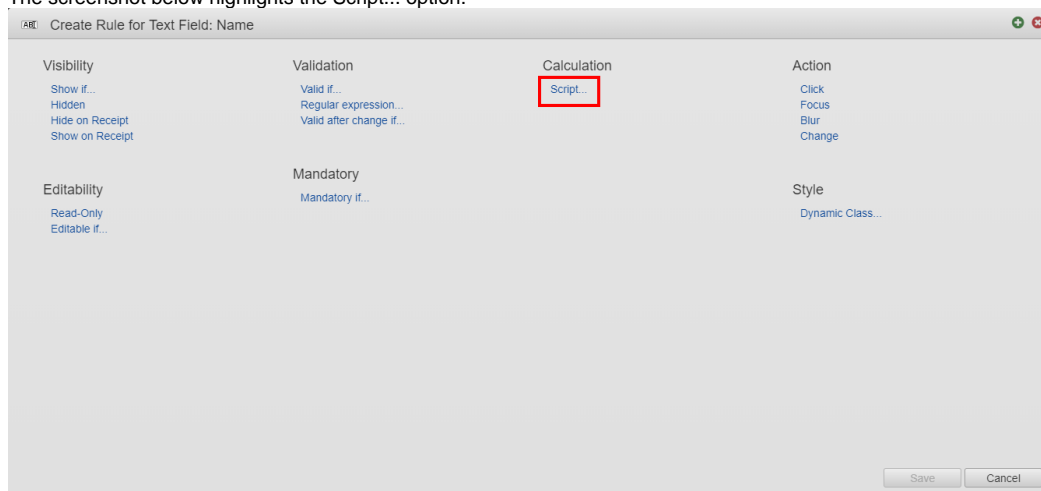 The screenshot below highlights the Script... option.
ABC Create Rule for Text Field: Name
Visibility
Show if...
Hidden
Hide on Receipt
Show on Receipt
Validation
Valid if...
Regular expression...
Valid after change if...
Calculation
Script...
Action
Click
Focus
Blur
Change
Editability
Read-Only
Editable if...
Mandatory
Mandatory if...
Style
Dynamic Class...
Save
Cancel